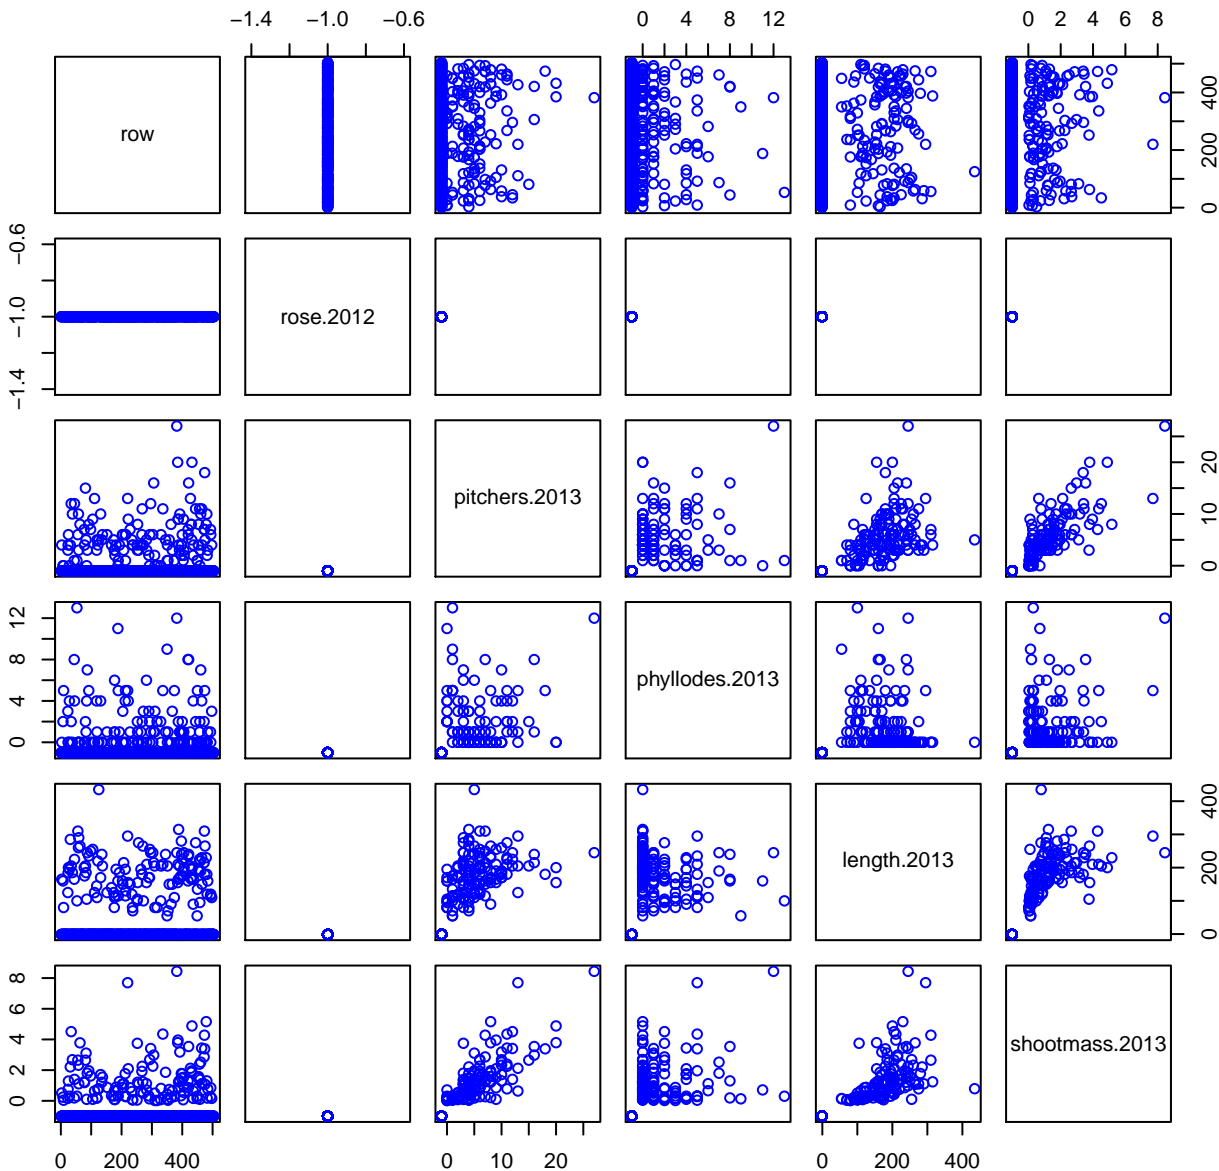 −1.4 −1.0 −0.6 0 4 8 12 0 2 4 6 8
row
0 200 400
−1.4 −1.0 −0.6
rose.2012
pitchers.2013
0 10 20
0 4 8 12
phyllodes.2013
length.2013
0 200 400
0 2 4 6 8
shootmass.2013
0 200 400 0 10 20 0 200 400